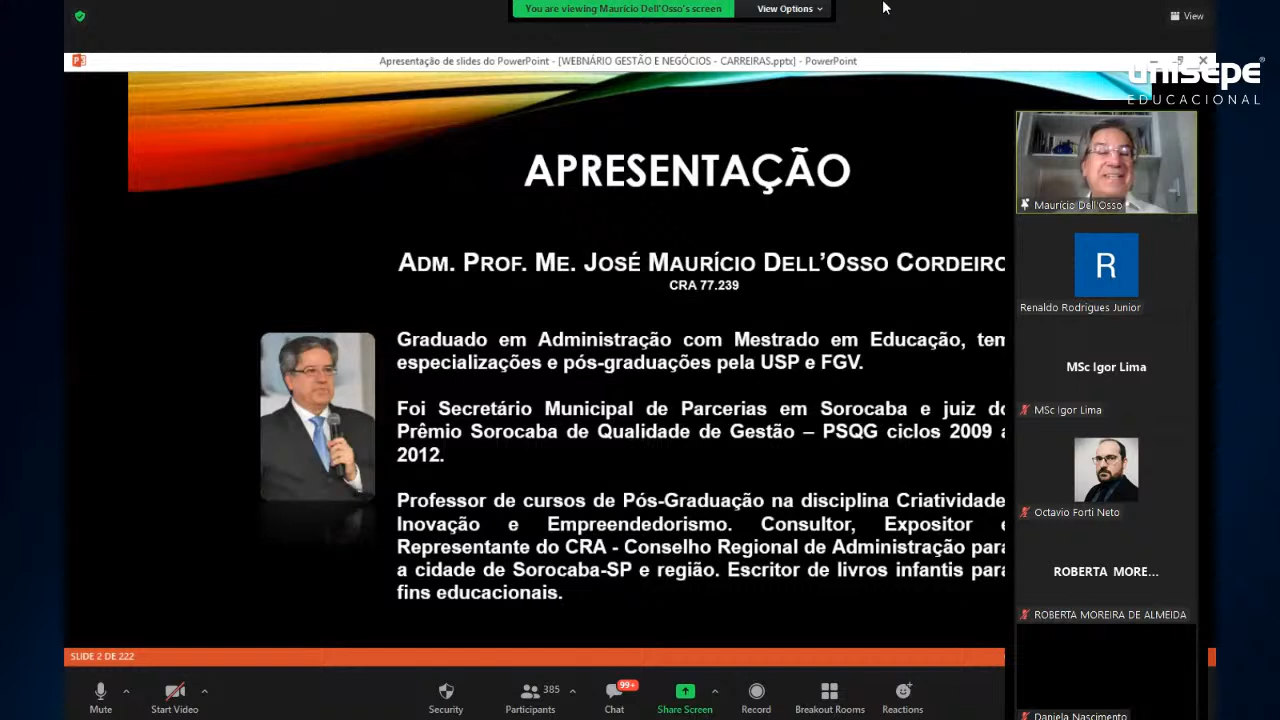 You are viewing Maurício Dell'Osso's screen
View Options
View
Apresentação de slides do PowerPoint - [WEBNÁRIO GESTÃO E NEGÓCIOS - CARREIRAS.pptx] - PowerPoint
UNISEPE
EDUCACIONAL
APRESENTAÇÃO
ADM. PROF. ME. JOSÉ MAURÍCIO DELL'OSSO CORDEIRO
CRA 77.239
Graduado em Administração com Mestrado em Educação, tem
especializações e pós-graduações pela USP e FGV.
Foi Secretário Municipal de Parcerias em Sorocaba e juiz do
Prêmio Sorocaba de Qualidade de Gestão – PSQG ciclos 2009 a
2012.
Professor de cursos de Pós-Graduação na disciplina Criatividade,
Inovação e Empreendedorismo. Consultor, Expositor e
Representante do CRA - Conselho Regional de Administração para
a cidade de Sorocaba-SP e região. Escritor de livros infantis para
fins educacionais.
Maurício Dell'Osso
R
Renaldo Rodrigues Junior
MSc Igor Lima
MSc Igor Lima
Octavio Forti Neto
ROBERTA MORE...
ROBERTA MOREIRA DE ALMEIDA
Daniela Nascimento
SLIDE 2 DE 222
Mute
Start Video
Security
385
Participants
99+
Chat
Share Screen
Record
Breakout Rooms
Reactions